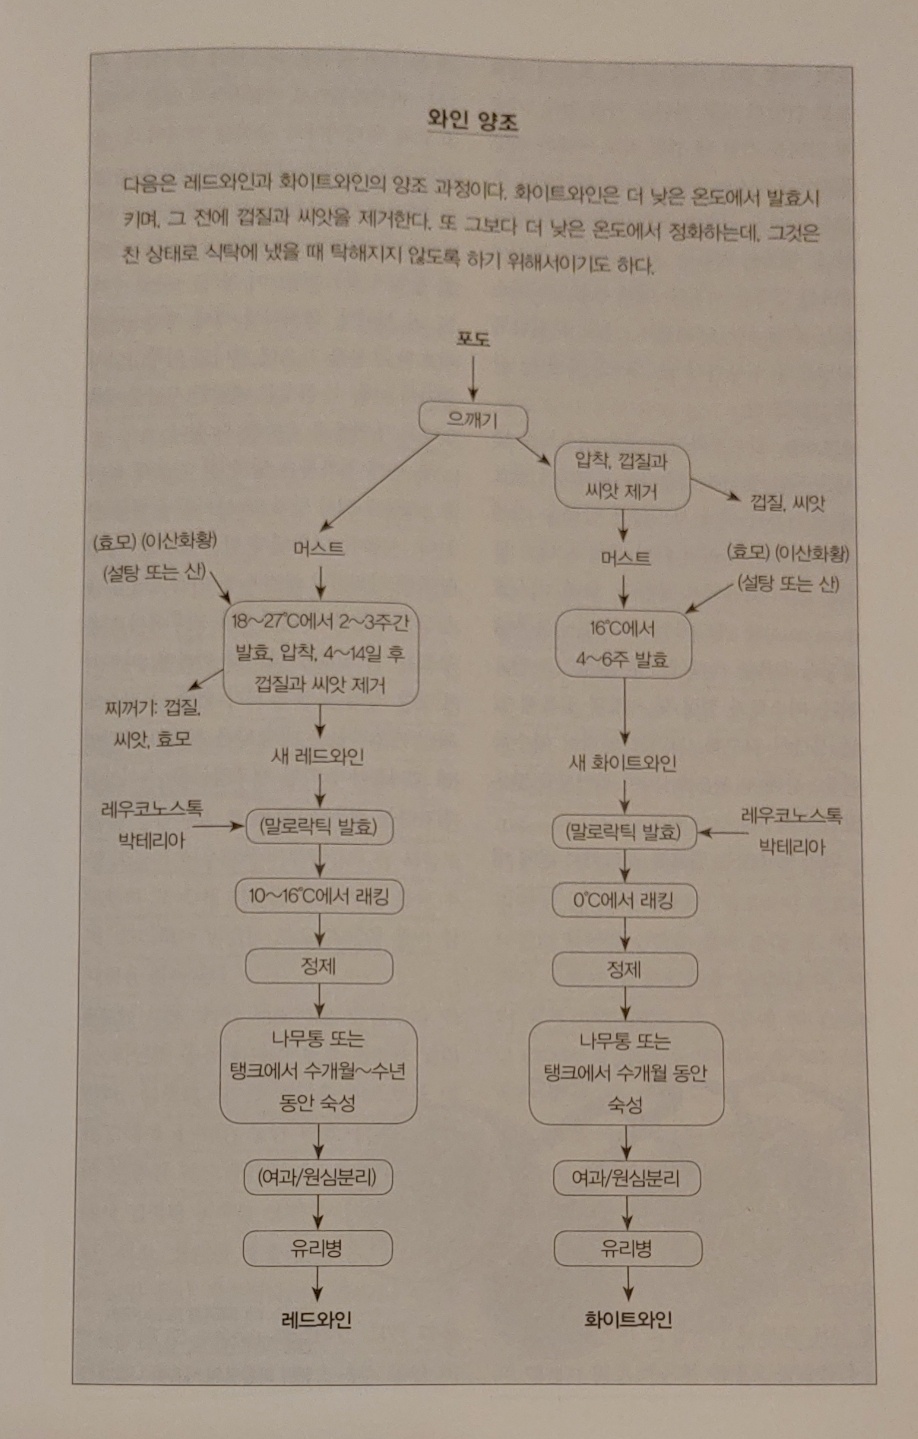 와인 양조
다음은 레드와인과 화이트와인의 양조 과정이다. 화이트와인은 더 낮은 온도에서 발효시
키며, 그 전에 껍질과 씨앗을 제거한다. 또 그보다 더 낮은 온도에서 정화하는데, 그것은
찬 상태로 식탁에 냈을 때 탁해지지 않도록 하기 위해서이기도 하다.
포도
으깨기
압착, 껍질과
씨앗 제거
껍질, 씨앗
(효모) (이산화황)
(설탕 또는 산)
머스트
머스트
(효모) (이산화황)
(설탕 또는 산)
18~27℃에서 2~3주간
발효, 압착, 4~14일 후
껍질과 씨앗 제거
16℃에서
4~6주 발효
찌꺼기: 껍질,
씨앗, 효모
새 레드와인
새 화이트와인
레우코노스톡
박테리아
(말로락틱 발효)
(말로락틱 발효)
레우코노스톡
박테리아
10~16℃에서 래킹
0℃에서 래킹
정제
정제
나무통 또는
탱크에서 수개월~수년
동안 숙성
나무통 또는
탱크에서 수개월 동안
숙성
(여과/원심분리)
여과/원심분리
유리병
유리병
레드와인
화이트와인